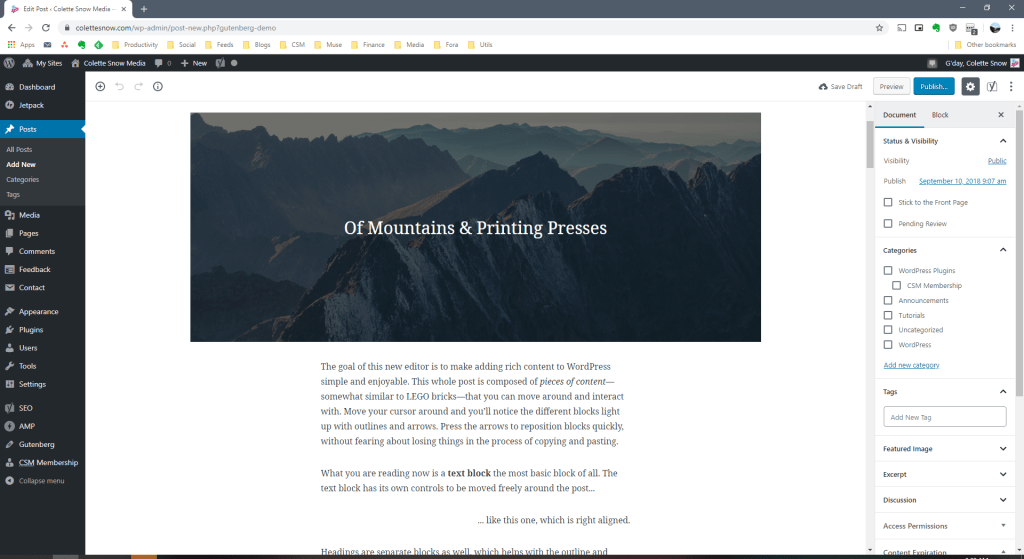 Edit Post ‹ Colette Snow Media —
colettesnow.com/wp-admin/post-new.php?gutenberg-demo
Apps
Productivity
Social
Feeds
Blogs
CSM
Muse
Finance
Media
Fora
Utils
Other bookmarks
My Sites
Colette Snow Media
0
New
G'day, Colette Snow
Dashboard
Jetpack
Posts
All Posts
Add New
Categories
Tags
Media
Pages
Comments
Feedback
Contact
Appearance
Plugins
Users
Tools
Settings
SEO
AMP
Gutenberg
CSM Membership
Collapse menu
Save Draft
Preview
Publish...
Of Mountains & Printing Presses
The goal of this new editor is to make adding rich content to WordPress
simple and enjoyable. This whole post is composed of pieces of content—
somewhat similar to LEGO bricks—that you can move around and interact
with. Move your cursor around and you'll notice the different blocks light
up with outlines and arrows. Press the arrows to reposition blocks quickly,
without fearing about losing things in the process of copying and pasting.
What you are reading now is a text block the most basic block of all. The
text block has its own controls to be moved freely around the post...
... like this one, which is right aligned.
Headings are separate blocks as well, which helps with the outline and
Document
Block
Status & Visibility
Visibility
Public
Publish
September 10, 2018 9:07 am
Stick to the Front Page
Pending Review
Categories
WordPress Plugins
CSM Membership
Announcements
Tutorials
Uncategorized
WordPress
Add new category
Tags
Add New Tag
Featured Image
Excerpt
Discussion
Access Permissions
Content Expiration